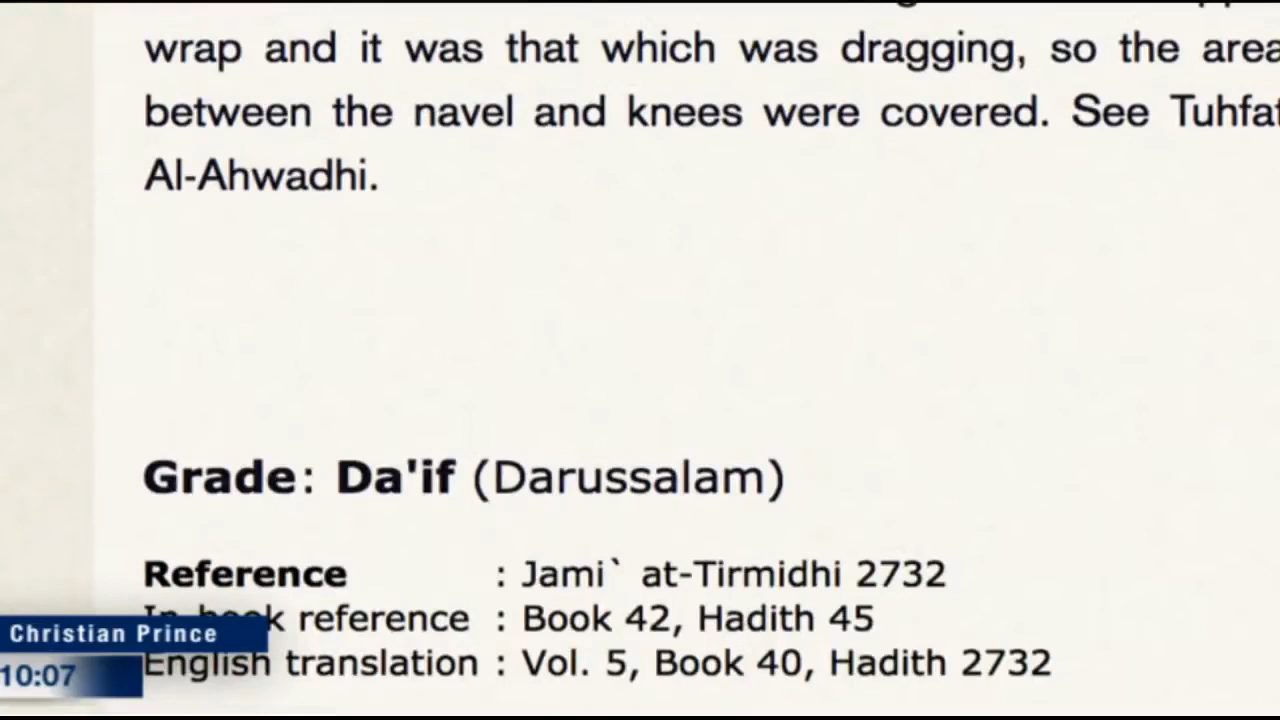 wrap and it was that which was dragging, so the area
between the navel and knees were covered. See Tuhfat
Al-Ahwadhi.
Grade: Da'if (Darussalam)
Reference : Jami` at-Tirmidhi 2732
In-book reference : Book 42, Hadith 45
Christian Prince
English translation : Vol. 5, Book 40, Hadith 2732
10:07